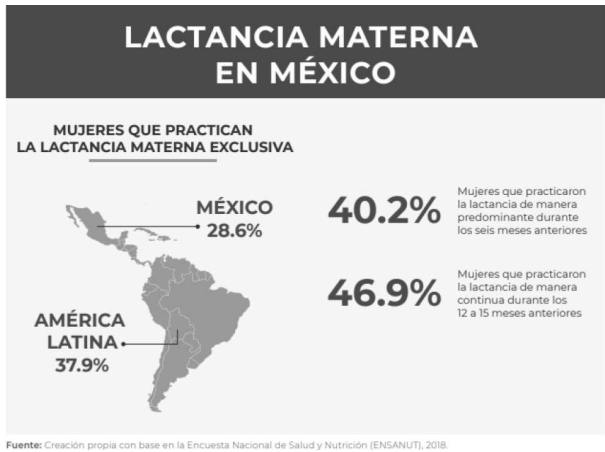 LACTANCIA MATERNA
EN MÉXICO
MUJERES QUE PRACTICAN
LA LACTANCIA MATERNA EXCLUSIVA
MÉXICO
28.6%
AMÉRICA
LATINA
37.9%
40.2%
Mujeres que practicaron
la lactancia de manera
predominante durante
los seis meses anteriores
46.9%
Mujeres que practicaron
la lactancia de manera
continua durante los
12 a 15 meses anteriores
Fuente: Creación propia con base en la Encuesta Nacional de Salud y Nutrición (ENSANUT), 2018.